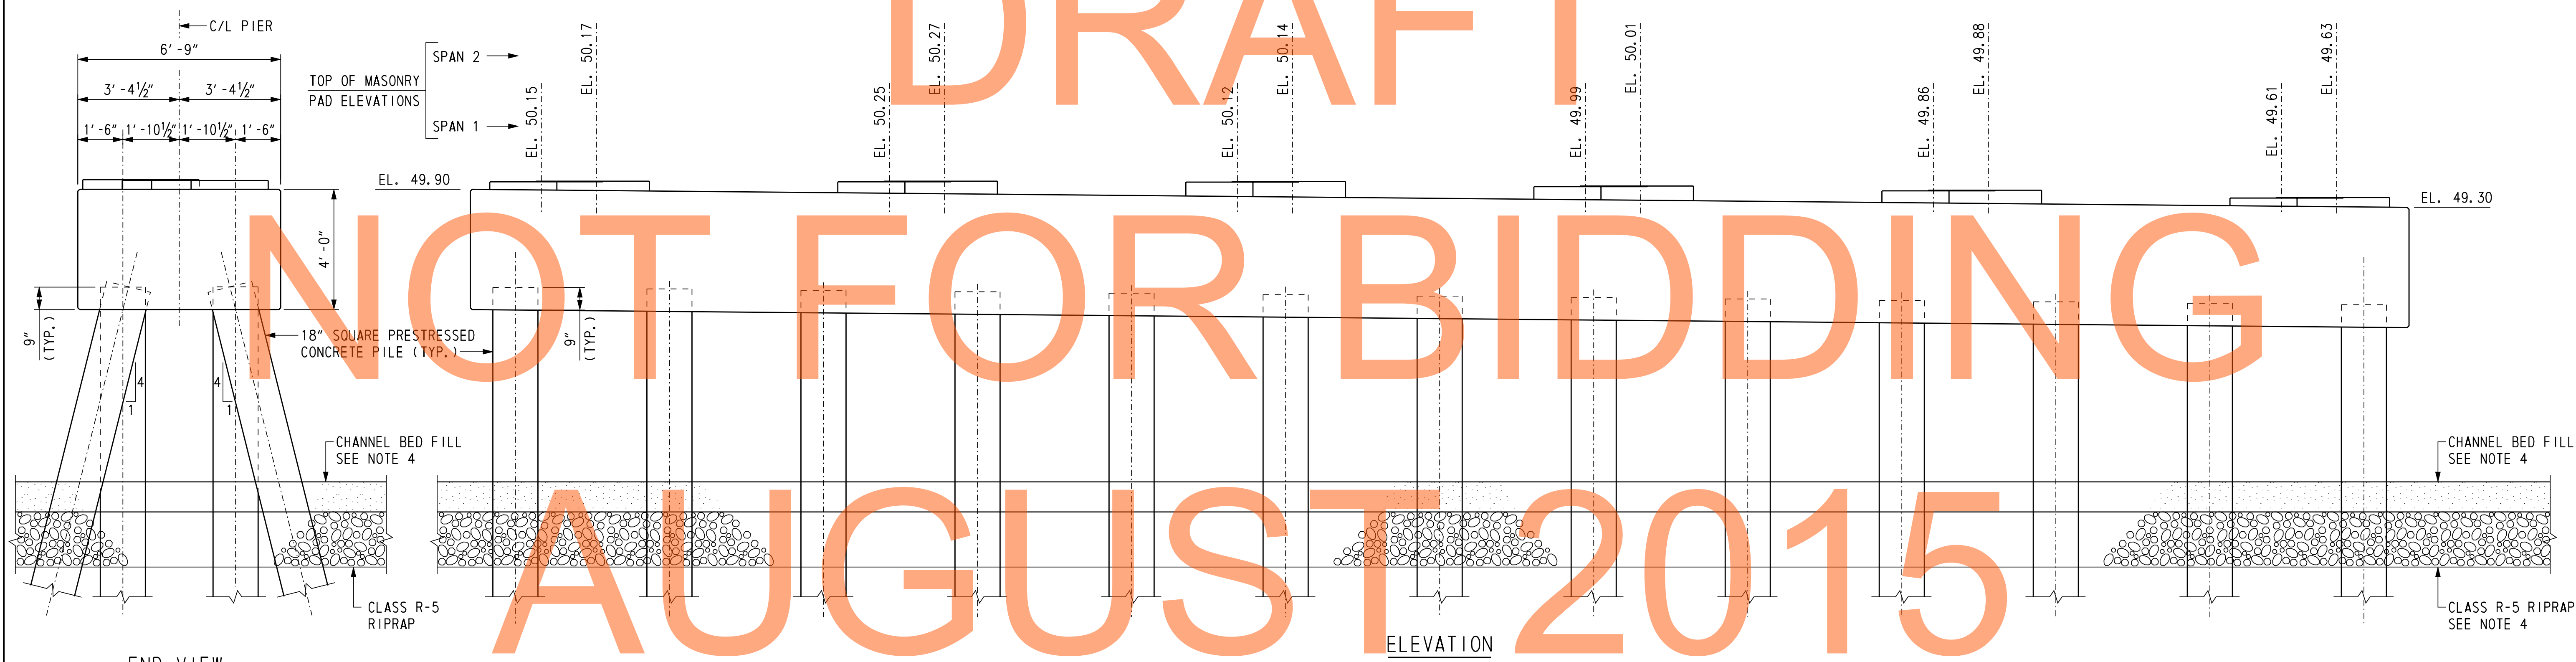 DRAFT
NOT FOR BIDDING
AUGUST 2015
C/L PIER
6'-9"
3'-4½" 3'-4½"
1'-6" 1'-10½" 1'-10½" 1'-6"
TOP OF MASONRY
PAD ELEVATIONS
SPAN 2
SPAN 1
EL. 50.15
EL. 50.17
EL. 50.25
EL. 50.27
EL. 50.12
EL. 50.14
EL. 49.99
EL. 50.01
EL. 49.86
EL. 49.88
EL. 49.61
EL. 49.63
EL. 49.90
EL. 49.30
4'-0"
9"
(TYP.)
18" SQUARE PRESTRESSED
CONCRETE PILE (TYP.)
9"
(TYP.)
4
1
4
1
CHANNEL BED FILL
SEE NOTE 4
CHANNEL BED FILL
SEE NOTE 4
CLASS R-5
RIPRAP
CLASS R-5 RIPRAP
SEE NOTE 4
END VIEW
ELEVATION